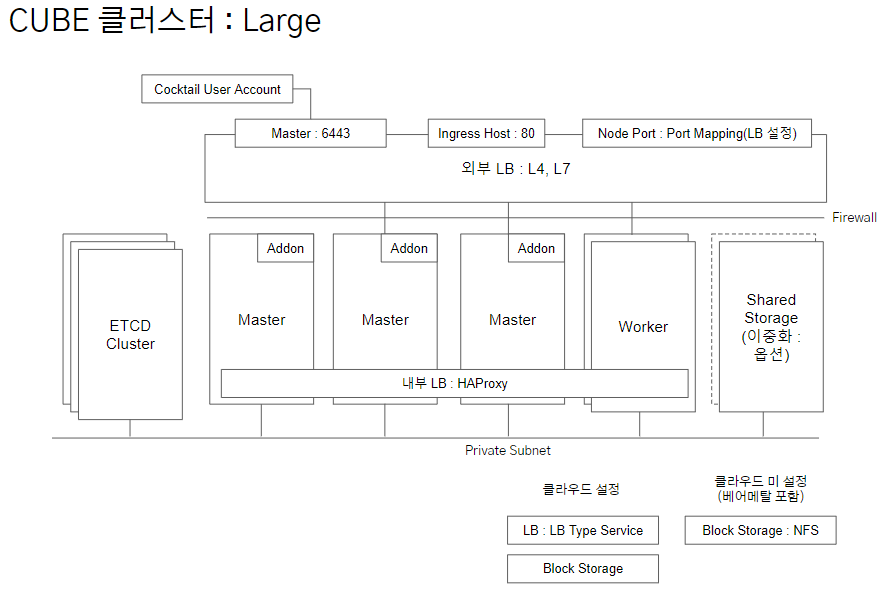 CUBE 클러스터 : Large
Cocktail User Account
Master : 6443
Ingress Host : 80
Node Port : Port Mapping(LB 설정)
외부 LB : L4, L7
Firewall
Addon
Addon
Addon
ETCD
Cluster
Master
Master
Master
Worker
Shared
Storage
(이중화 :
옵션)
내부 LB : HAProxy
Private Subnet
클라우드 설정
클라우드 미 설정
(베어메탈 포함)
LB : LB Type Service
Block Storage : NFS
Block Storage